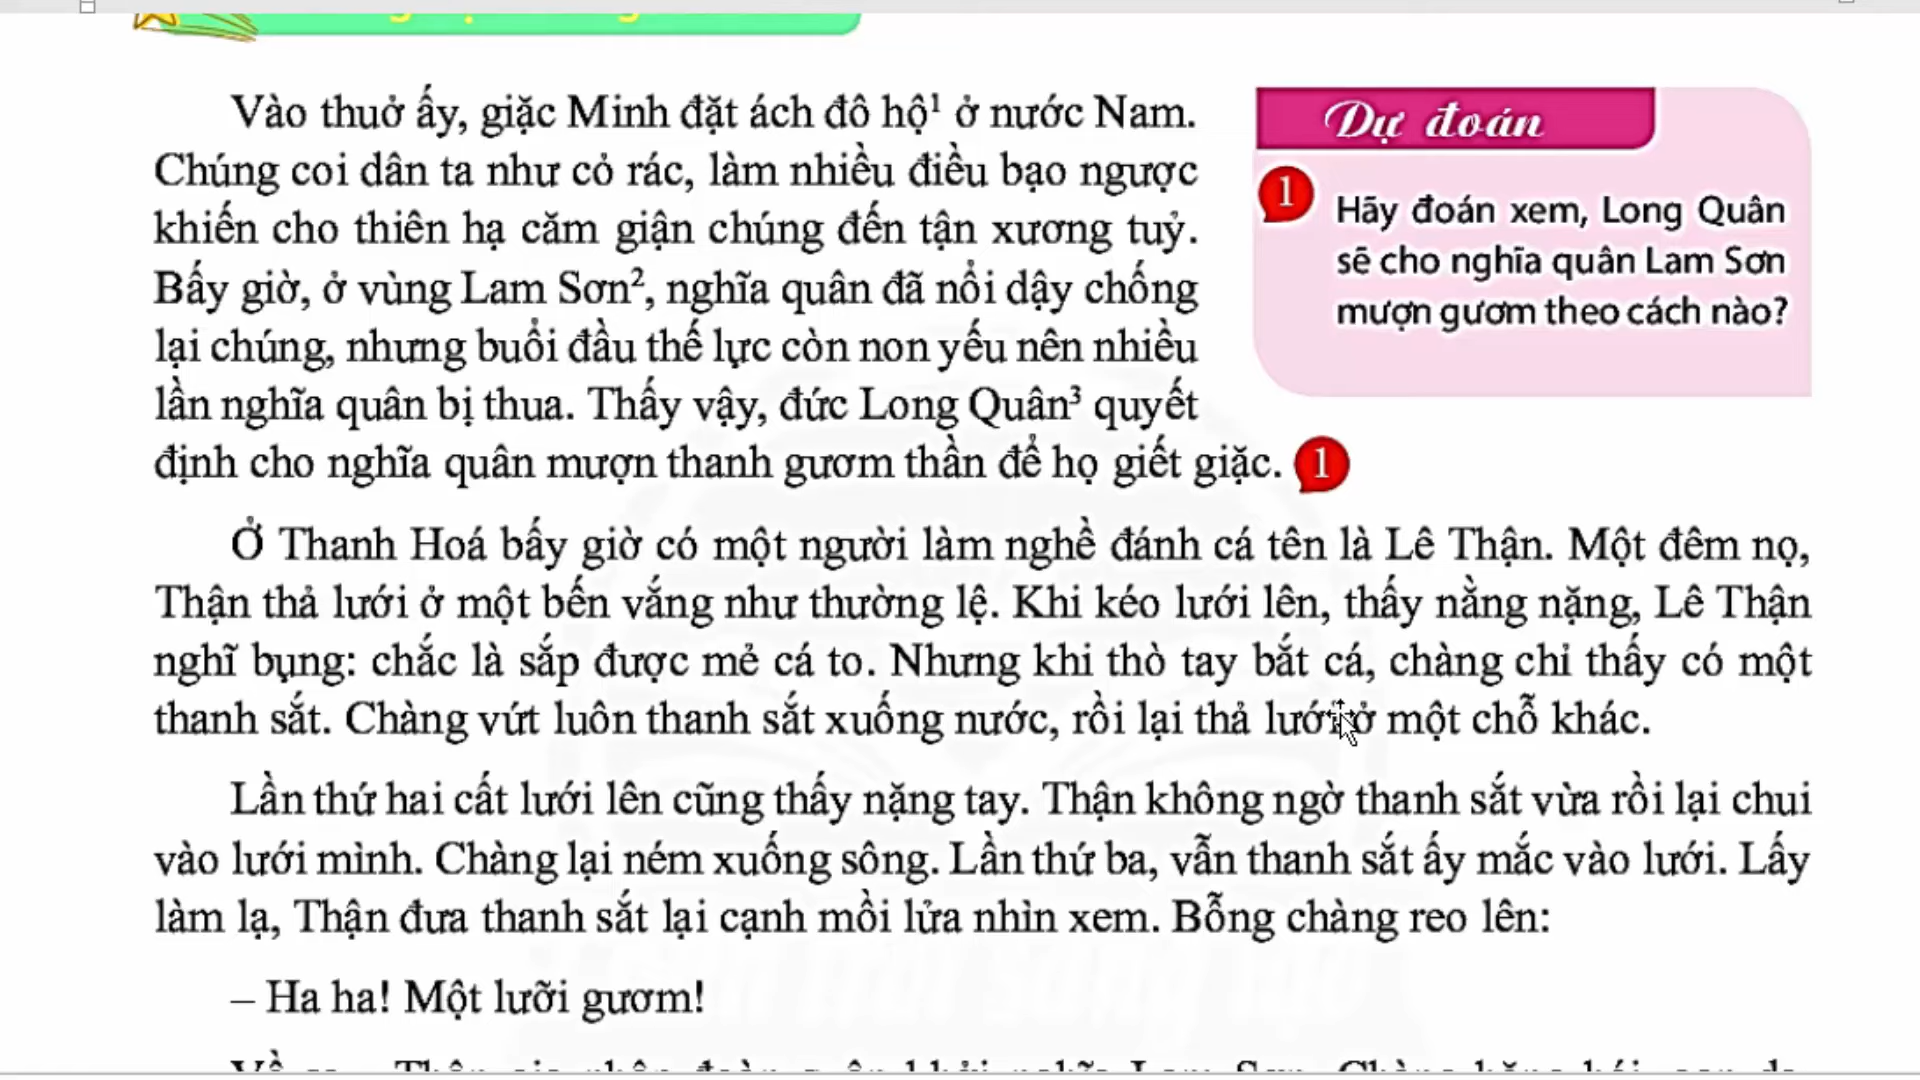 Vào thuở ấy, giặc Minh đặt ách đô hộ¹ ở nước Nam.
Chúng coi dân ta như cỏ rác, làm nhiều điều bạo ngược
khiến cho thiên hạ căm giận chúng đến tận xương tuỷ.
Bấy giờ, ở vùng Lam Sơn², nghĩa quân đã nổi dậy chống
lại chúng, nhưng buổi đầu thế lực còn non yếu nên nhiều
lần nghĩa quân bị thua. Thấy vậy, đức Long Quân³ quyết
định cho nghĩa quân mượn thanh gươm thần để họ giết giặc. 1
Dự đoán
1 Hãy đoán xem, Long Quân
sẽ cho nghĩa quân Lam Sơn
mượn gươm theo cách nào?
Ở Thanh Hoá bấy giờ có một người làm nghề đánh cá tên là Lê Thận. Một đêm nọ,
Thận thả lưới ở một bến vắng như thường lệ. Khi kéo lưới lên, thấy nằng nặng, Lê Thận
nghĩ bụng: chắc là sắp được mẻ cá to. Nhưng khi thò tay bắt cá, chàng chỉ thấy có một
thanh sắt. Chàng vứt luôn thanh sắt xuống nước, rồi lại thả lưới ở một chỗ khác.
Lần thứ hai cất lưới lên cũng thấy nặng tay. Thận không ngờ thanh sắt vừa rồi lại chui
vào lưới mình. Chàng lại ném xuống sông. Lần thứ ba, vẫn thanh sắt ấy mắc vào lưới. Lấy
làm lạ, Thận đưa thanh sắt lại cạnh mồi lửa nhìn xem. Bỗng chàng reo lên:
– Ha ha! Một lưỡi gươm!